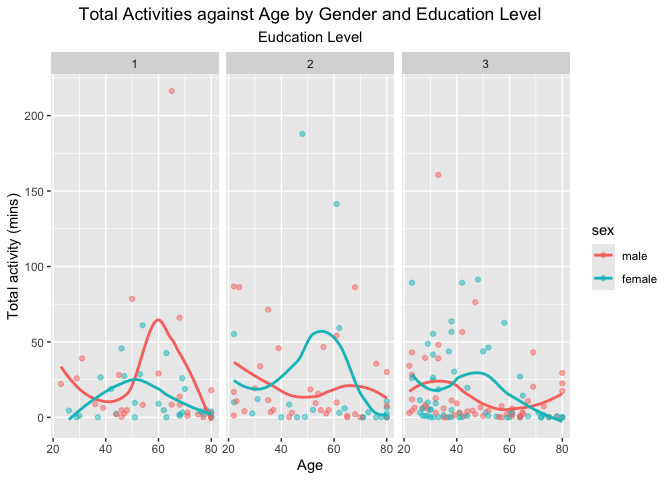 Total Activities against Age by Gender and Education Level
Eudcation Level
1 2 3
200
150
100
50
0
20 40 60 80 20 40 60 80 20 40 60 80
Age
Total activity (mins)
sex
male
female